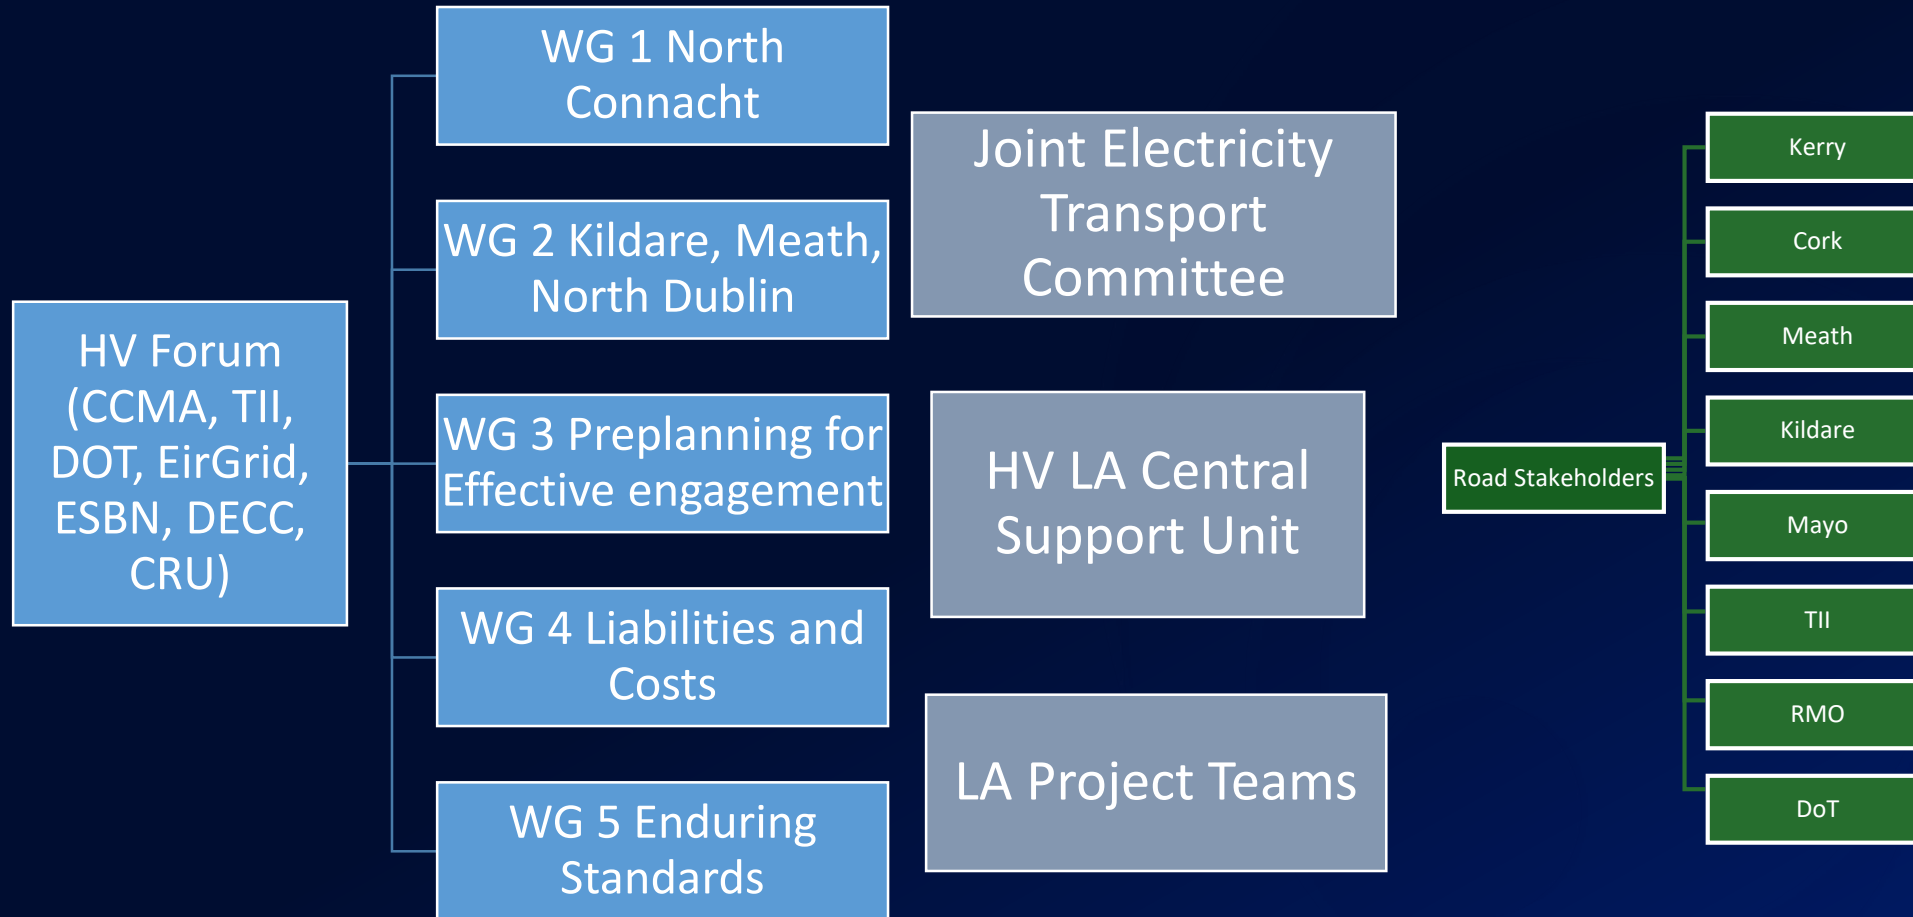 HV Forum
(CCMA, TII,
DOT, EirGrid,
ESBN, DECC,
CRU)
WG 1 North
Connacht
WG 2 Kildare, Meath,
North Dublin
WG 3 Preplanning for
Effective engagement
WG 4 Liabilities and
Costs
WG 5 Enduring
Standards
Joint Electricity
Transport
Committee
HV LA Central
Support Unit
LA Project Teams
Road Stakeholders
Kerry
Cork
Meath
Kildare
Mayo
TII
RMO
DoT